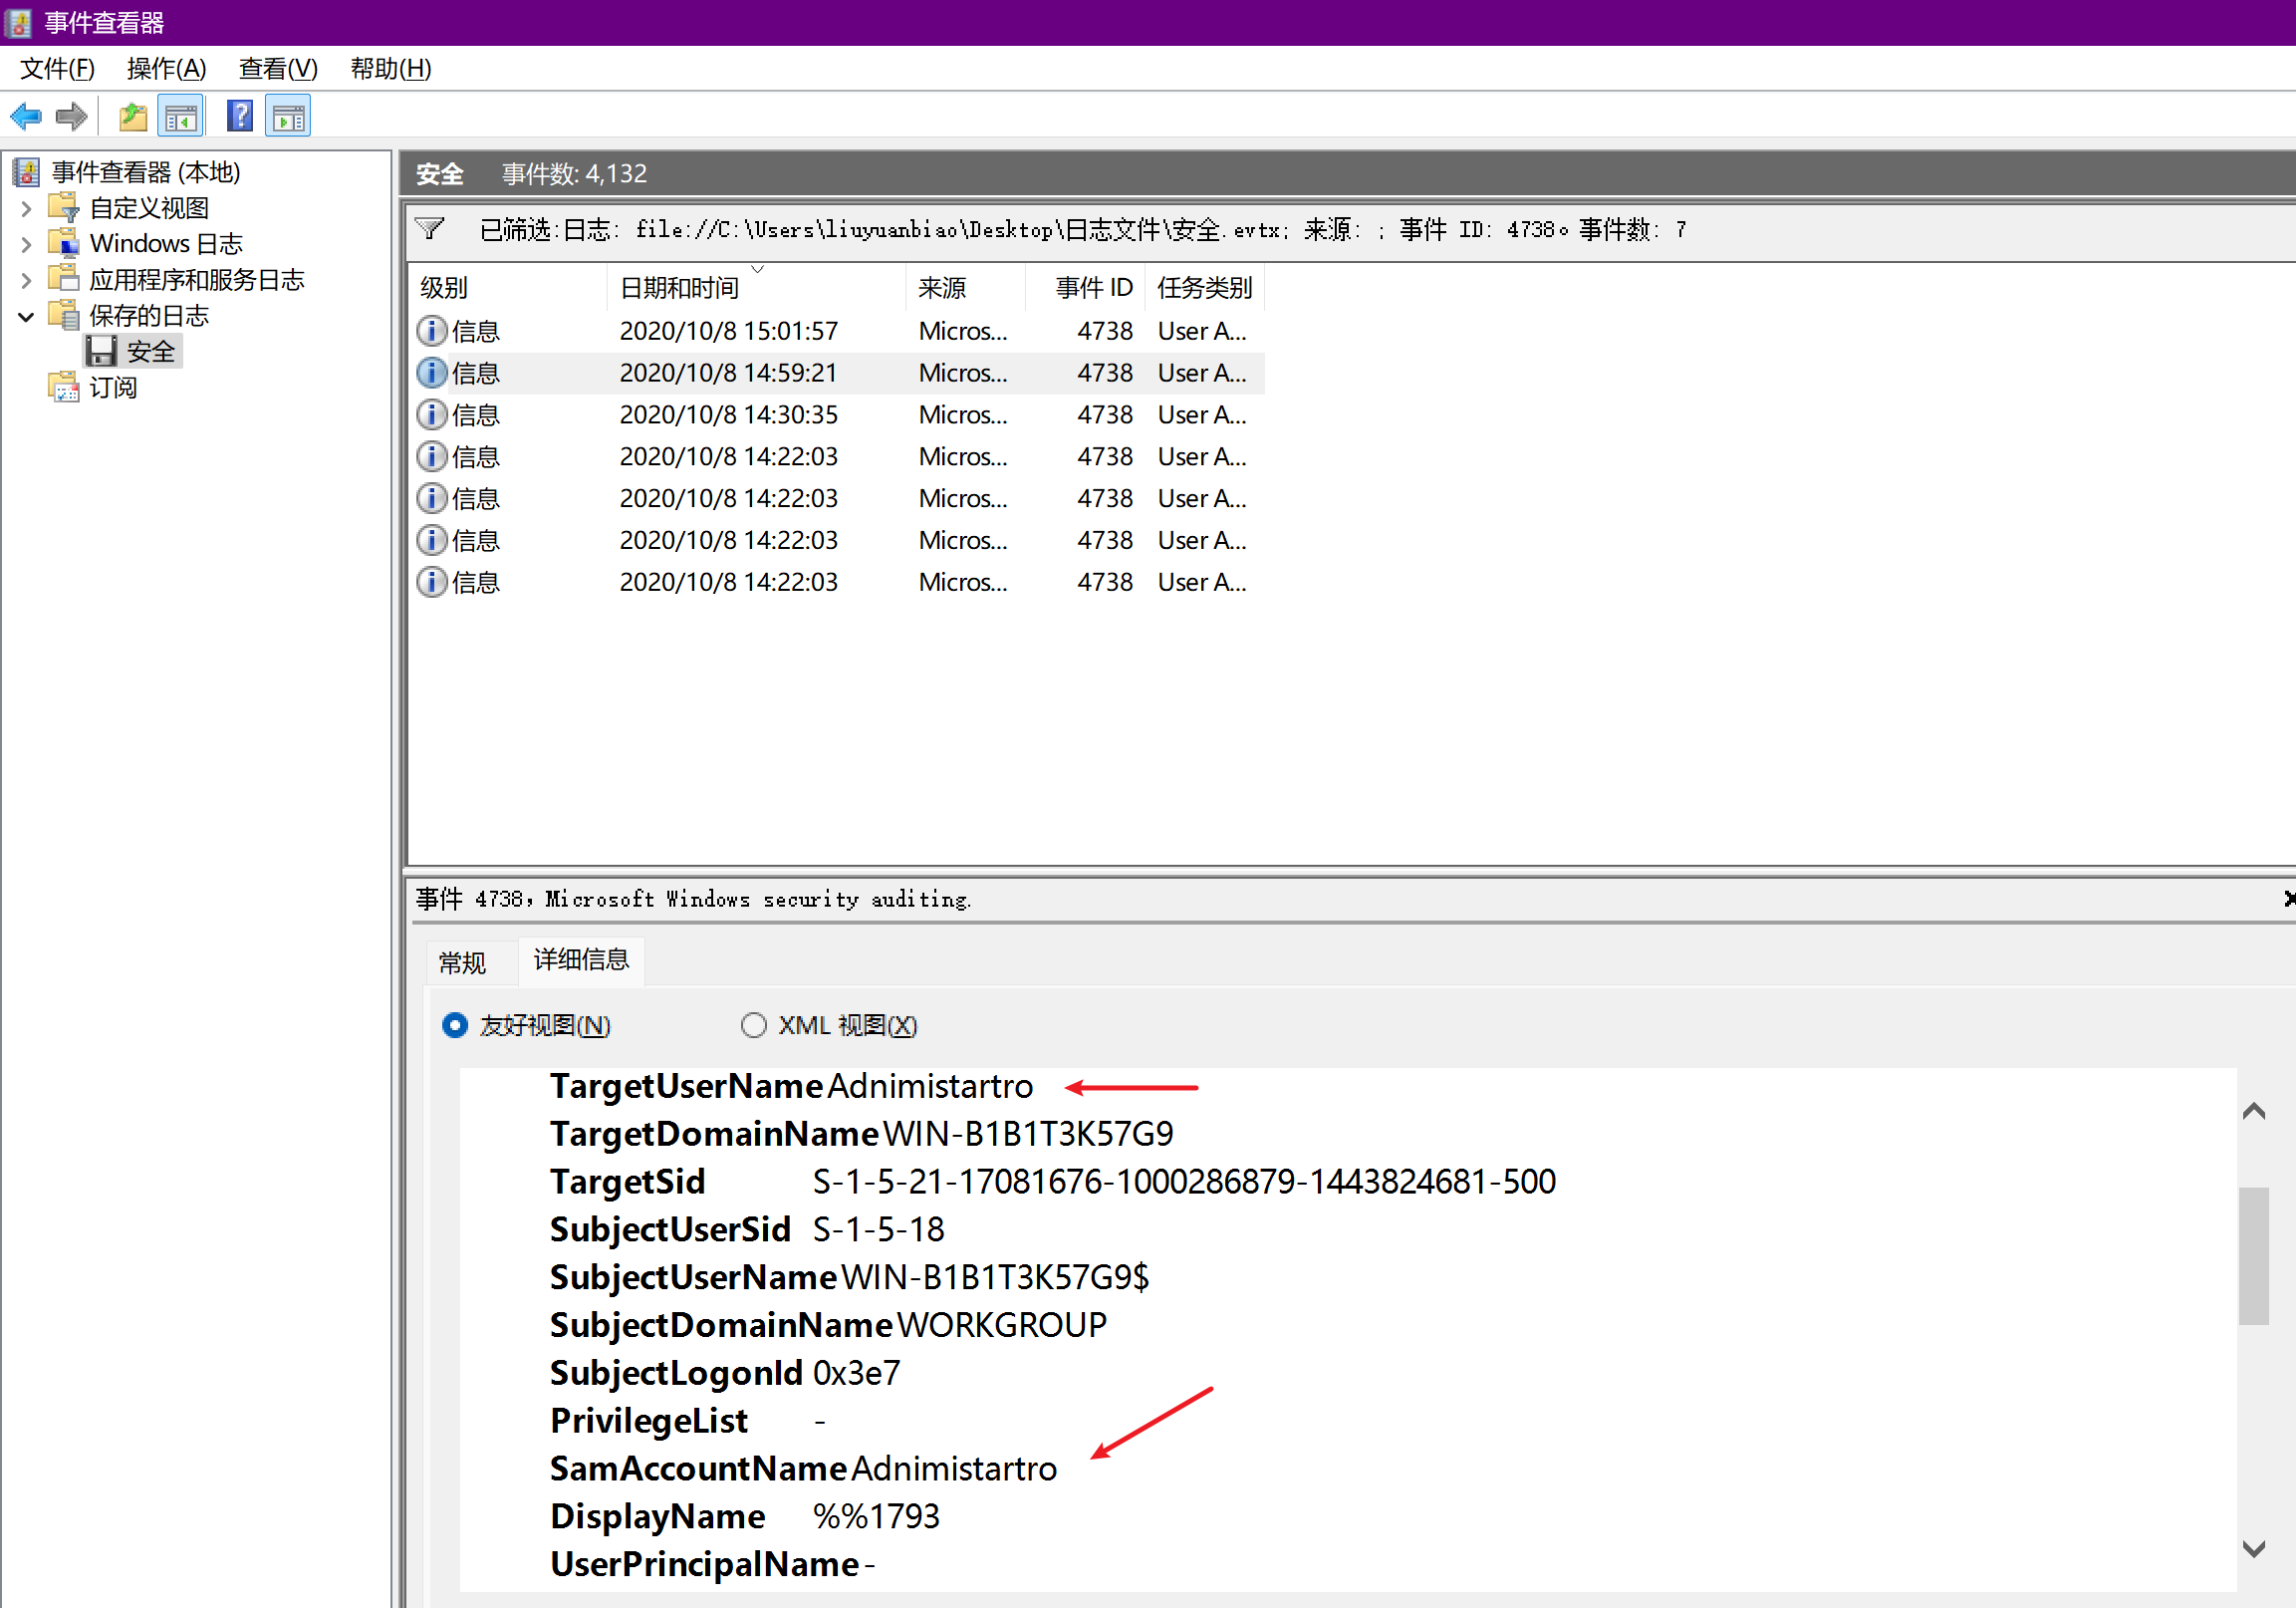 事件查看器
文件(F) 操作(A) 查看(V) 帮助(H)
事件查看器 (本地)
自定义视图
Windows 日志
应用程序和服务日志
保存的日志
安全
订阅
安全 事件数: 4,132
已筛选:日志: file://C:\Users\liuyuanbiao\Desktop\日志文件\安全.evtx; 来源: ; 事件 ID: 4738。事件数: 7
级别 日期和时间 来源 事件 ID 任务类别
信息 2020/10/8 15:01:57 Micros... 4738 User A...
信息 2020/10/8 14:59:21 Micros... 4738 User A...
信息 2020/10/8 14:30:35 Micros... 4738 User A...
信息 2020/10/8 14:22:03 Micros... 4738 User A...
信息 2020/10/8 14:22:03 Micros... 4738 User A...
信息 2020/10/8 14:22:03 Micros... 4738 User A...
信息 2020/10/8 14:22:03 Micros... 4738 User A...
事件 4738, Microsoft Windows security auditing.
常规 详细信息
友好视图(N) XML 视图(X)
TargetUserName Adnimistartro
TargetDomainName WIN-B1B1T3K57G9
TargetSid S-1-5-21-17081676-1000286879-1443824681-500
SubjectUserSid S-1-5-18
SubjectUserName WIN-B1B1T3K57G9$
SubjectDomainName WORKGROUP
SubjectLogonId 0x3e7
PrivilegeList -
SamAccountName Adnimistartro
DisplayName %%1793
UserPrincipalName -